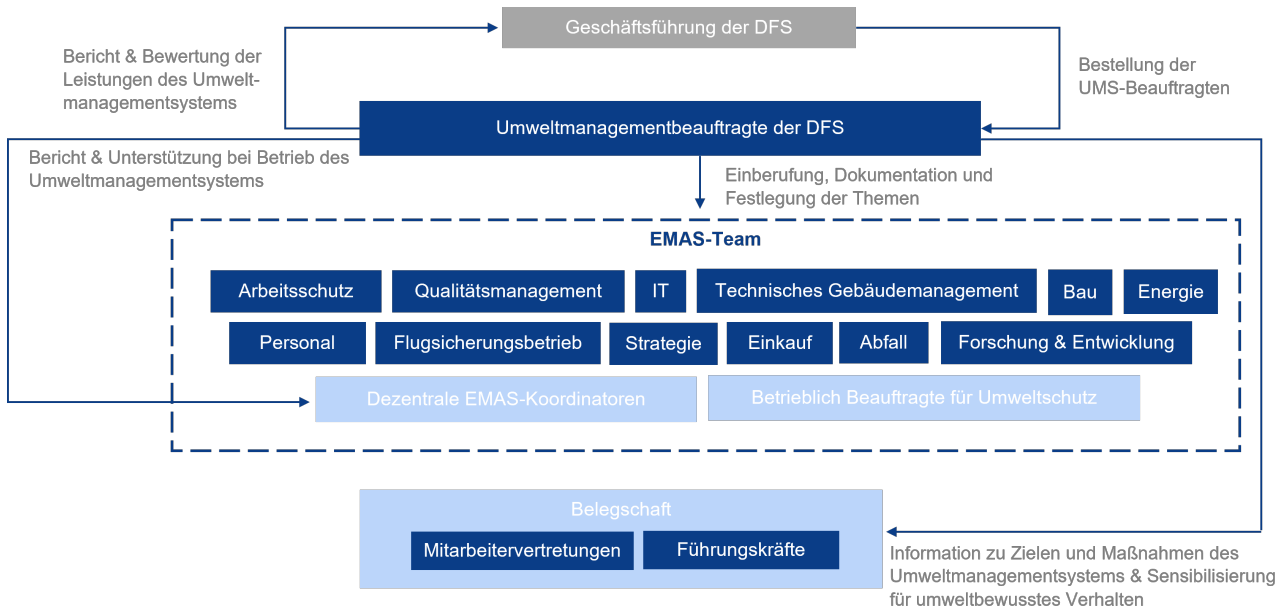 Geschäftsführung der DFS
Bericht & Bewertung der
Leistungen des Umwelt-
managementsystems
Bestellung der
UMS-Beauftragten
Umweltmanagementbeauftragte der DFS
Bericht & Unterstützung bei Betrieb des
Umweltmanagementsystems
Einberufung, Dokumentation und
Festlegung der Themen
EMAS-Team
Arbeitsschutz Qualitätsmanagement IT Technisches Gebäudemanagement Bau Energie
Personal Flugsicherungsbetrieb Strategie Einkauf Abfall Forschung & Entwicklung
Dezentrale EMAS-Koordinatoren Betrieblich Beauftragte für Umweltschutz
Belegschaft
Mitarbeitervertretungen Führungskräfte
Information zu Zielen und Maßnahmen des
Umweltmanagementsystems & Sensibilisierung
für umweltbewusstes Verhalten